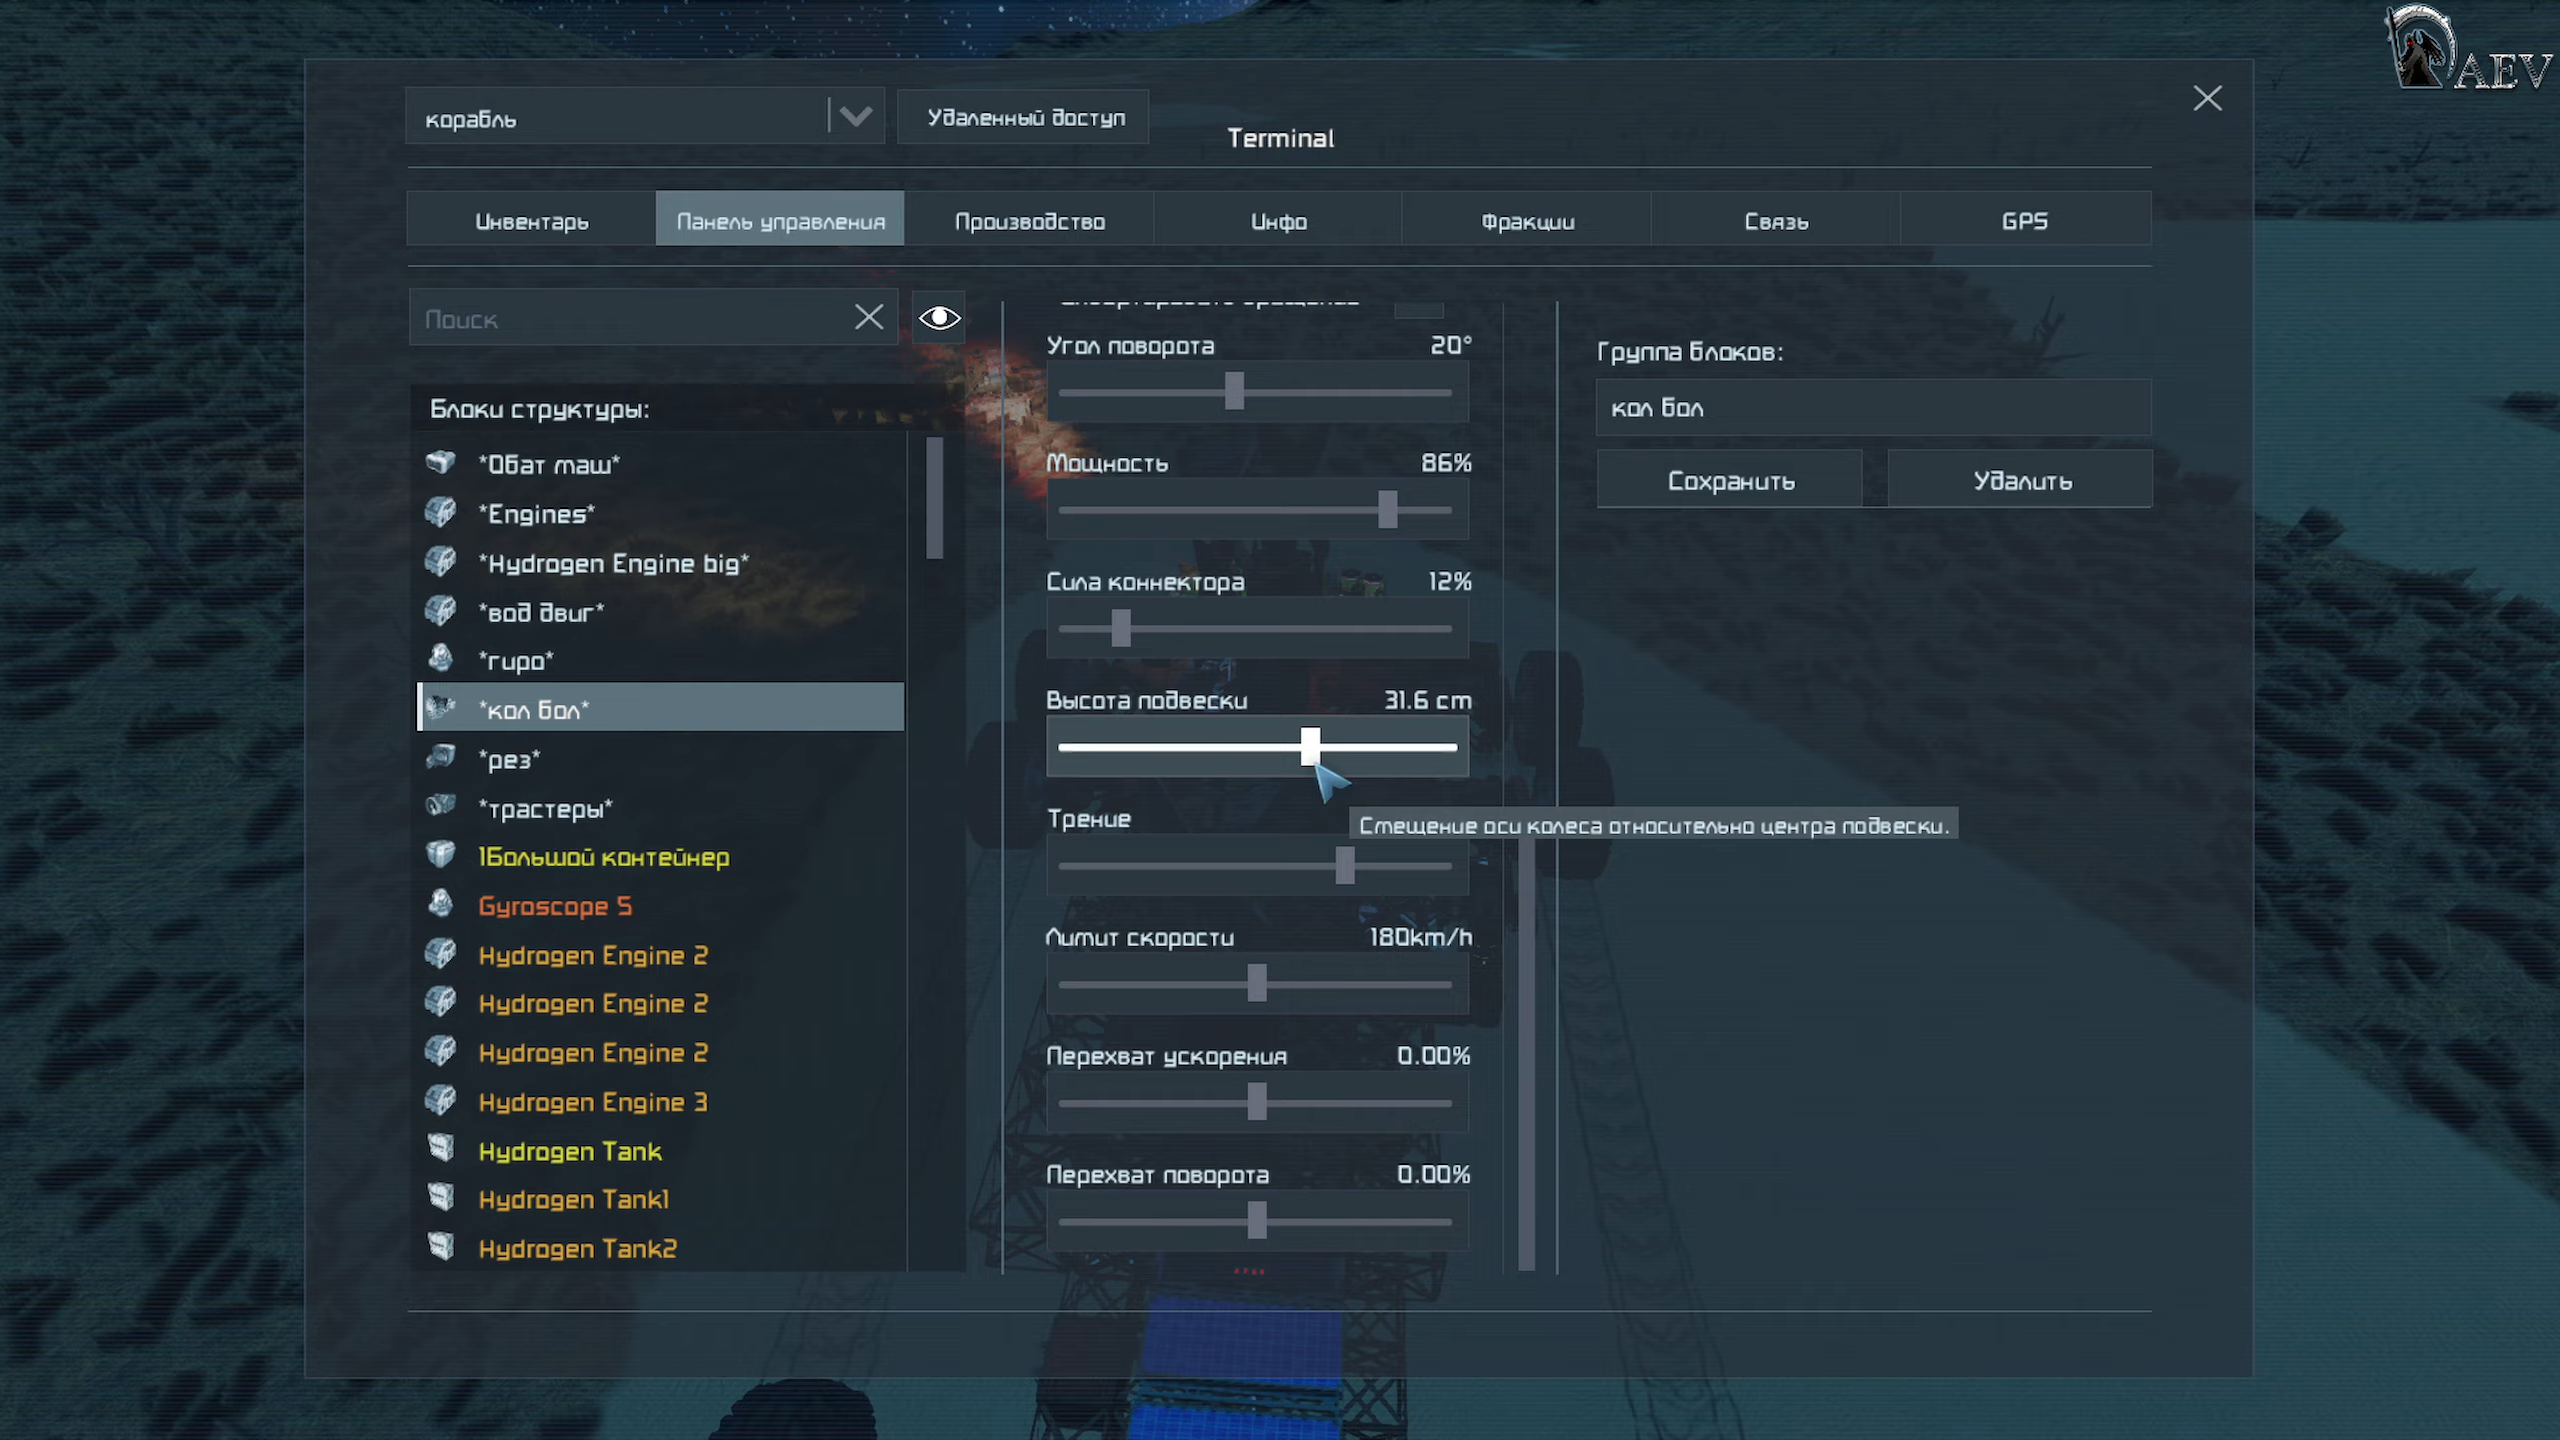 AEV
корабль
Удаленный доступ
Terminal
Инвентарь
Панель управления
Производство
Инфо
Фракции
Связь
GPS
Поиск
Блоки структуры:
*Обат маш*
*Engines*
*Hydrogen Engine big*
*вод двиг*
*гиро*
*кол бол*
*рез*
*трастеры*
1Большой контейнер
Gyroscope 5
Hydrogen Engine 2
Hydrogen Engine 2
Hydrogen Engine 2
Hydrogen Engine 3
Hydrogen Tank
Hydrogen Tank1
Hydrogen Tank2
Угол поворота 20°
Мощность 86%
Сила коннектора 12%
Высота подвески 31.6 cm
Трение
Смещение оси колеса относительно центра подвески.
Лимит скорости 180km/h
Перехват ускорения 0.00%
Перехват поворота 0.00%
Группа блоков:
кол бол
Сохранить
Удалить